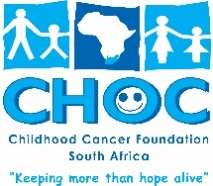 CHOC
Childhood Cancer Foundation
South Africa
"Keeping more than hope alive"